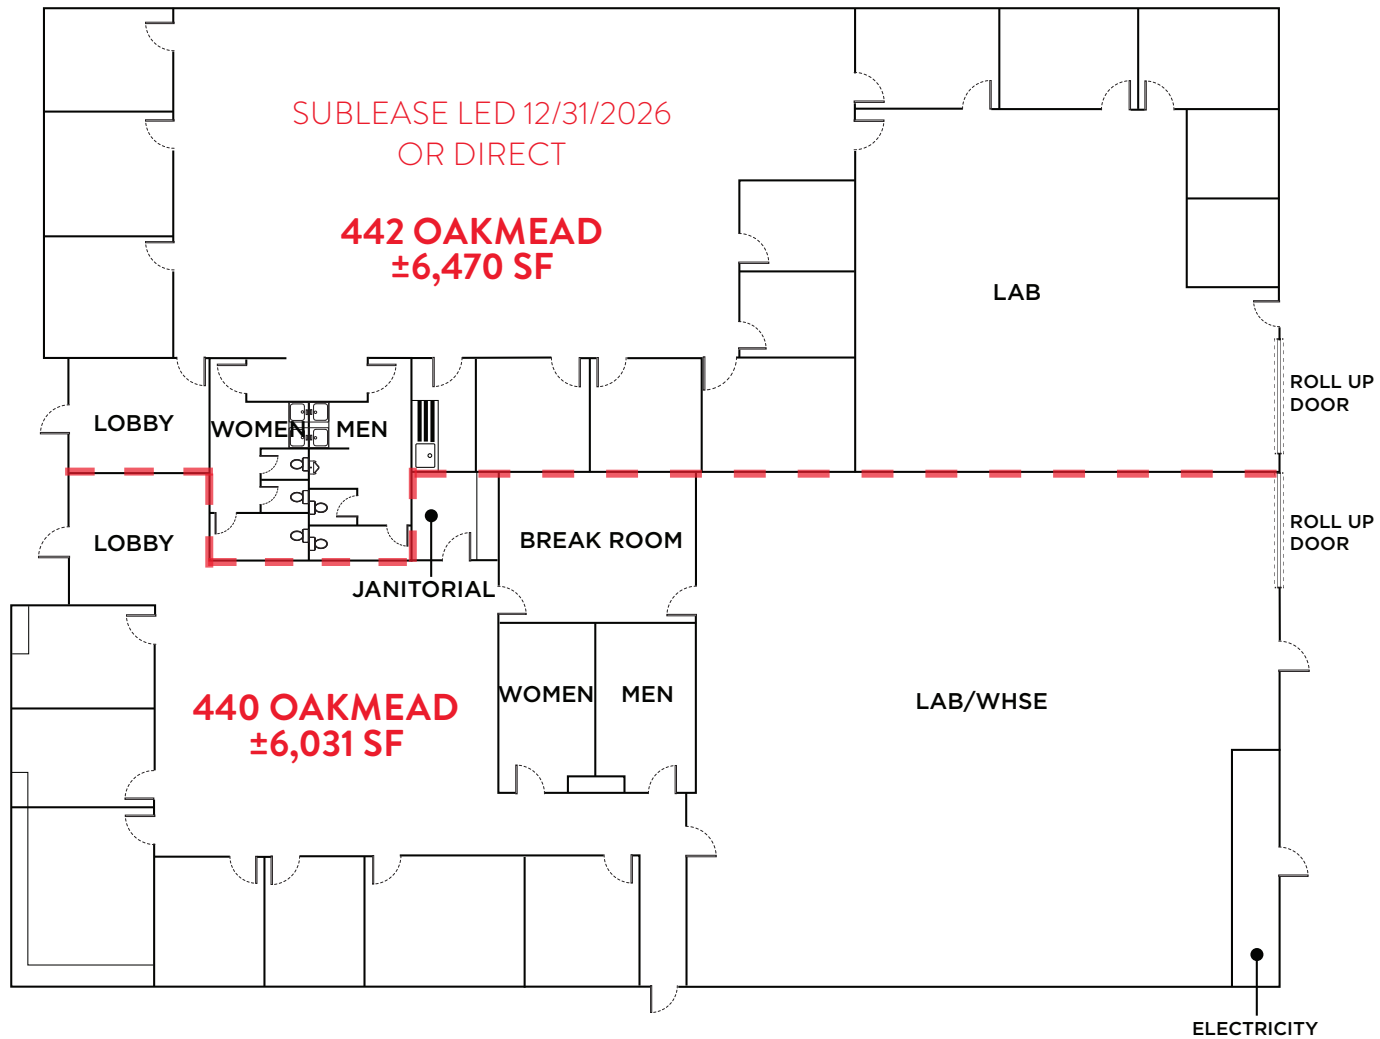 SUBLEASE LED 12/31/2026
OR DIRECT
442 OAKMEAD
±6,470 SF
LAB
ROLL UP
DOOR
LOBBY
WOMEN
MEN
ROLL UP
DOOR
LOBBY
BREAK ROOM
JANITORIAL
440 OAKMEAD
±6,031 SF
WOMEN
MEN
LAB/WHSE
ELECTRICITY